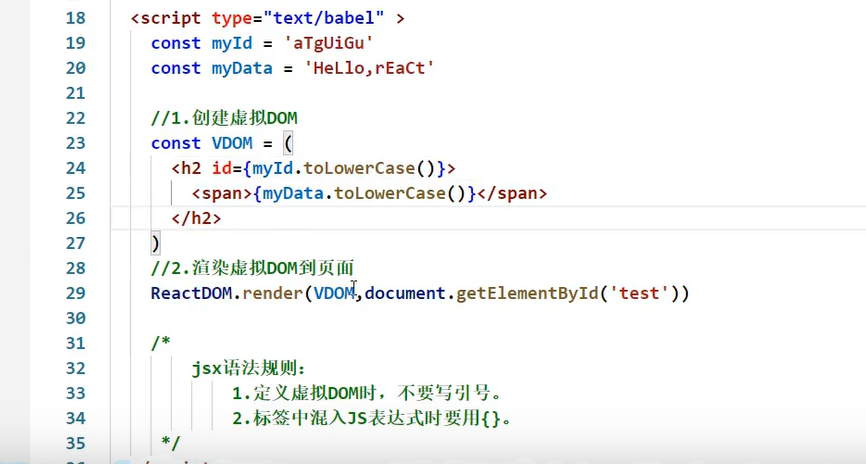 18 <script type="text/babel" >
19 const myId = 'aTgUiGu'
20 const myData = 'HeLlo,rEaCt'
21
22 //1.创建虚拟DOM
23 const VDOM = (
24 <h2 id={myId.toLowerCase()}>
25 <span>{myData.toLowerCase()}</span>
26 </h2>
27 )
28 //2.渲染虚拟DOM到页面
29 ReactDOM.render(VDOM,document.getElementById('test'))
30
31 /*
32 jsx语法规则：
33 1.定义虚拟DOM时，不要写引号。
34 2.标签中混入JS表达式时要用{}。
35 */